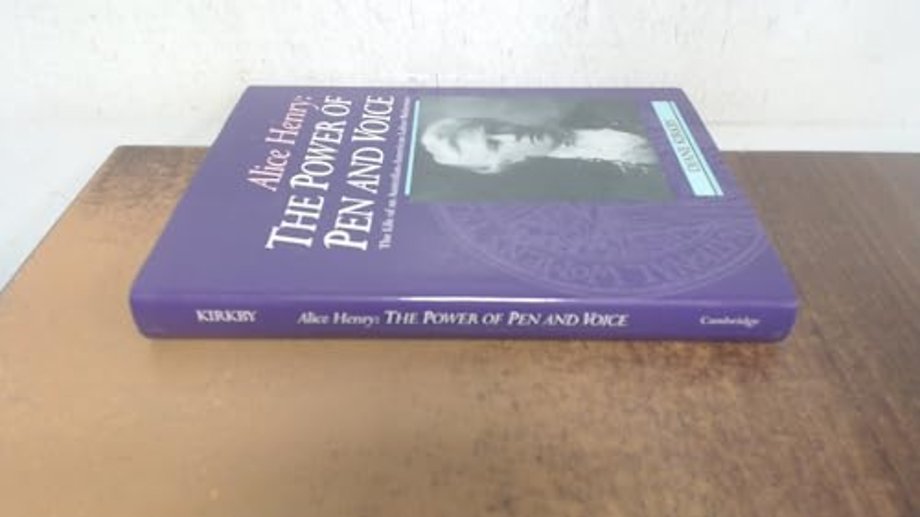 Alice Henry:
THE POWER OF
PEN AND VOICE
The Life of an Australian-American Labor Reformer
DIANE KIRKBY
KIRKBY Alice Henry: THE POWER OF PEN AND VOICE Cambridge